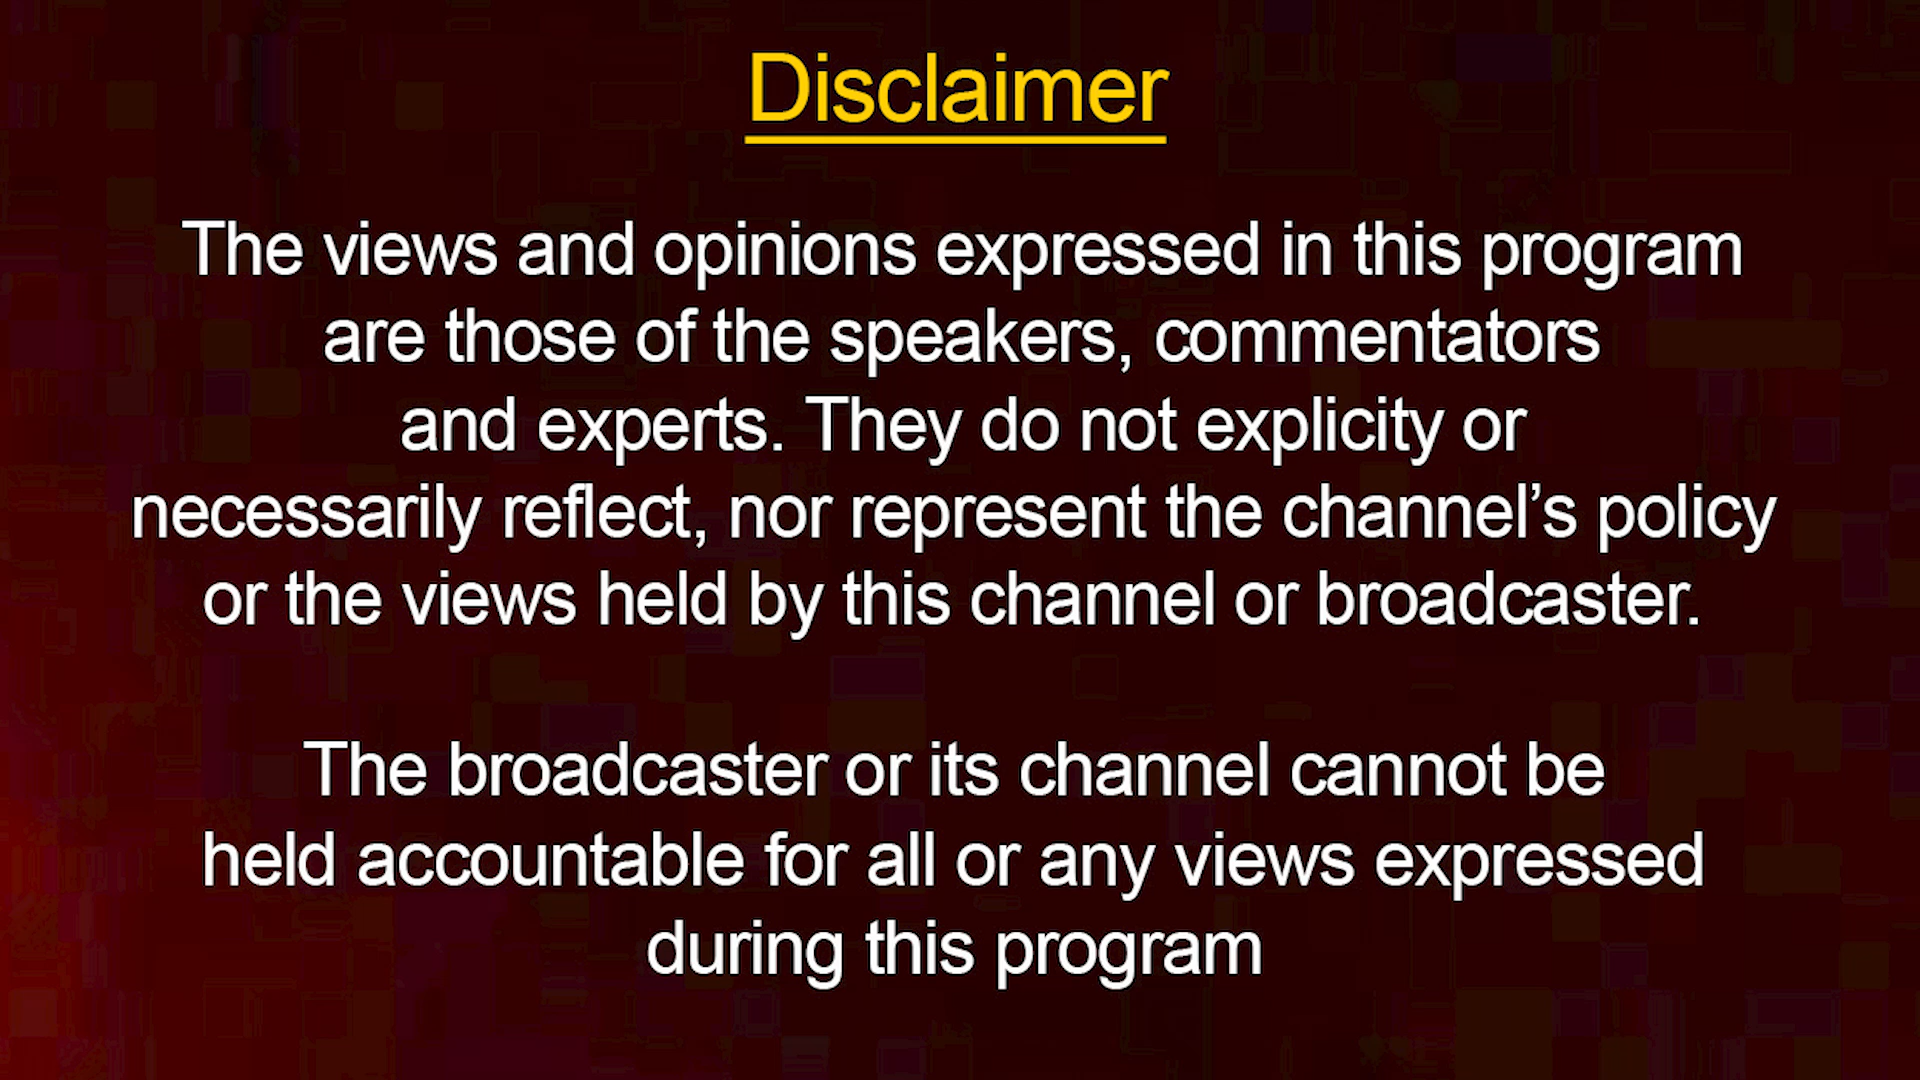 Disclaimer
The views and opinions expressed in this program
are those of the speakers, commentators
and experts. They do not explicity or
necessarily reflect, nor represent the channel’s policy
or the views held by this channel or broadcaster.
The broadcaster or its channel cannot be
held accountable for all or any views expressed
during this program